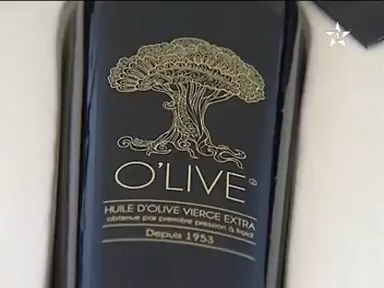 O'LIVE
HUILE D'OLIVE VIERGE EXTRA
obtenue par première pression à froid
Depuis 1953